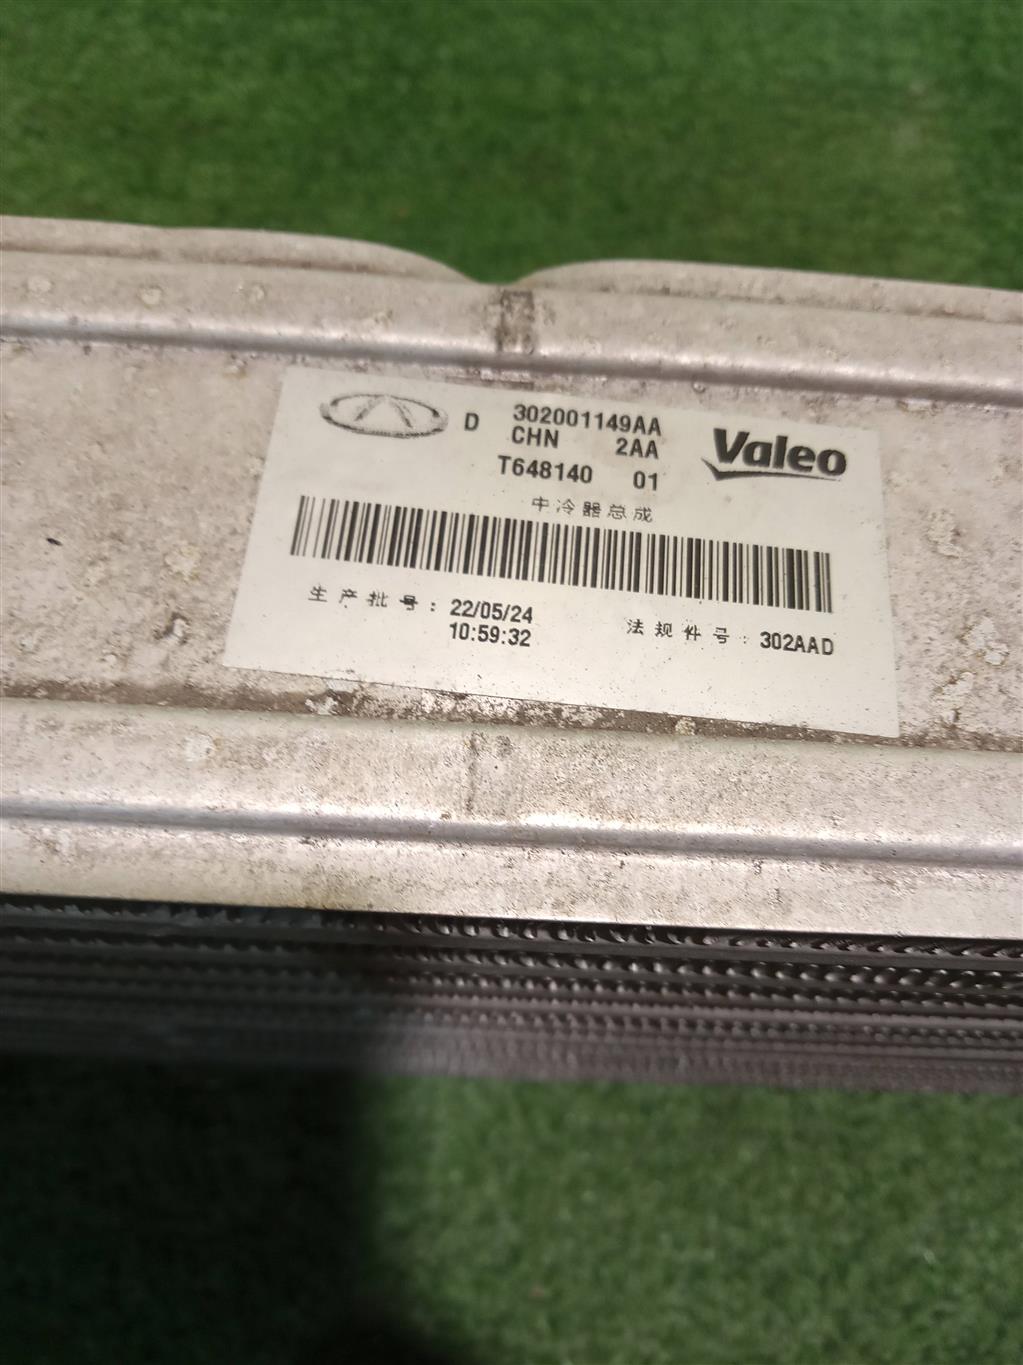 D 302001149AA
CHN 2AA
T648140 01
Valeo
中冷器总成
生产批号: 22/05/24
10:59:32
法规件号: 302AAD